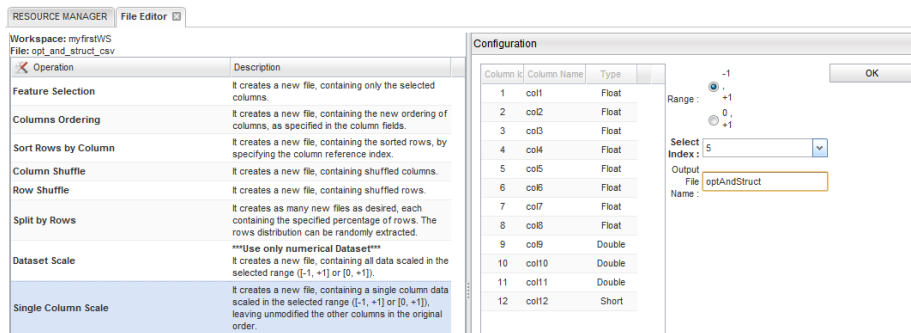 RESOURCE MANAGER File Editor
Workspace: myfirstWS
File: opt_and_struct_csv
Operation Description
Feature Selection
It creates a new file, containing only the selected
columns.
Columns Ordering
It creates a new file, containing the new ordering of
columns, as specified in the column fields.
Sort Rows by Column
It creates a new file, containing the sorted rows, by
specifying the column reference index.
Column Shuffle
It creates a new file, containing shuffled columns.
Row Shuffle
It creates a new file, containing shuffled rows.
Split by Rows
It creates as many new files as desired, each
containing the specified percentage of rows. The
rows distribution can be randomly extracted.
Dataset Scale
***Use only numerical Dataset***
It creates a new file, containing all data scaled in the
selected range ([-1, +1] or [0, +1]).
Single Column Scale
It creates a new file, containing a single column data
scaled in the selected range ([-1, +1] or [0, +1]),
leaving unmodified the other columns in the original
order.
Configuration
Column Ic Column Name Type
1 col1 Float
2 col2 Float
3 col3 Float
4 col4 Float
5 col5 Float
6 col6 Float
7 col7 Float
8 col8 Float
9 col9 Double
10 col10 Double
11 col11 Double
12 col12 Short
Range :
-1
,
+1
0 ,
+1
Select
Index : 5
Output
File
Name :
optAndStruct
OK